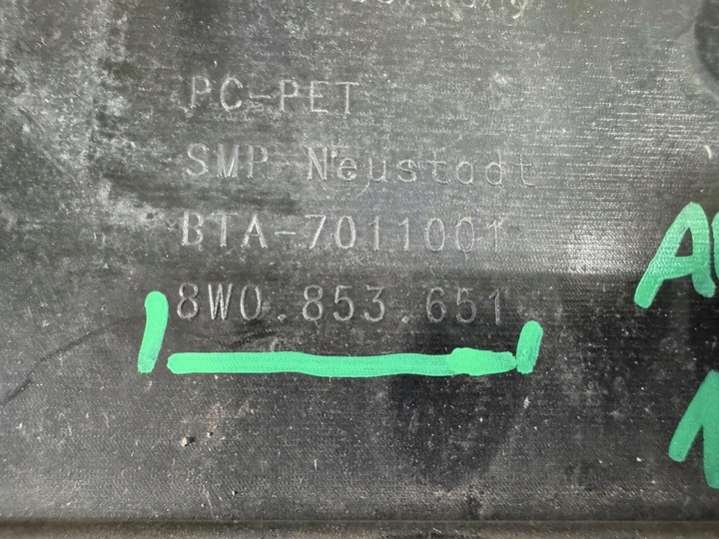 PC-PET
SMP-Neustadt
BTA-7011001
8W0.853.651